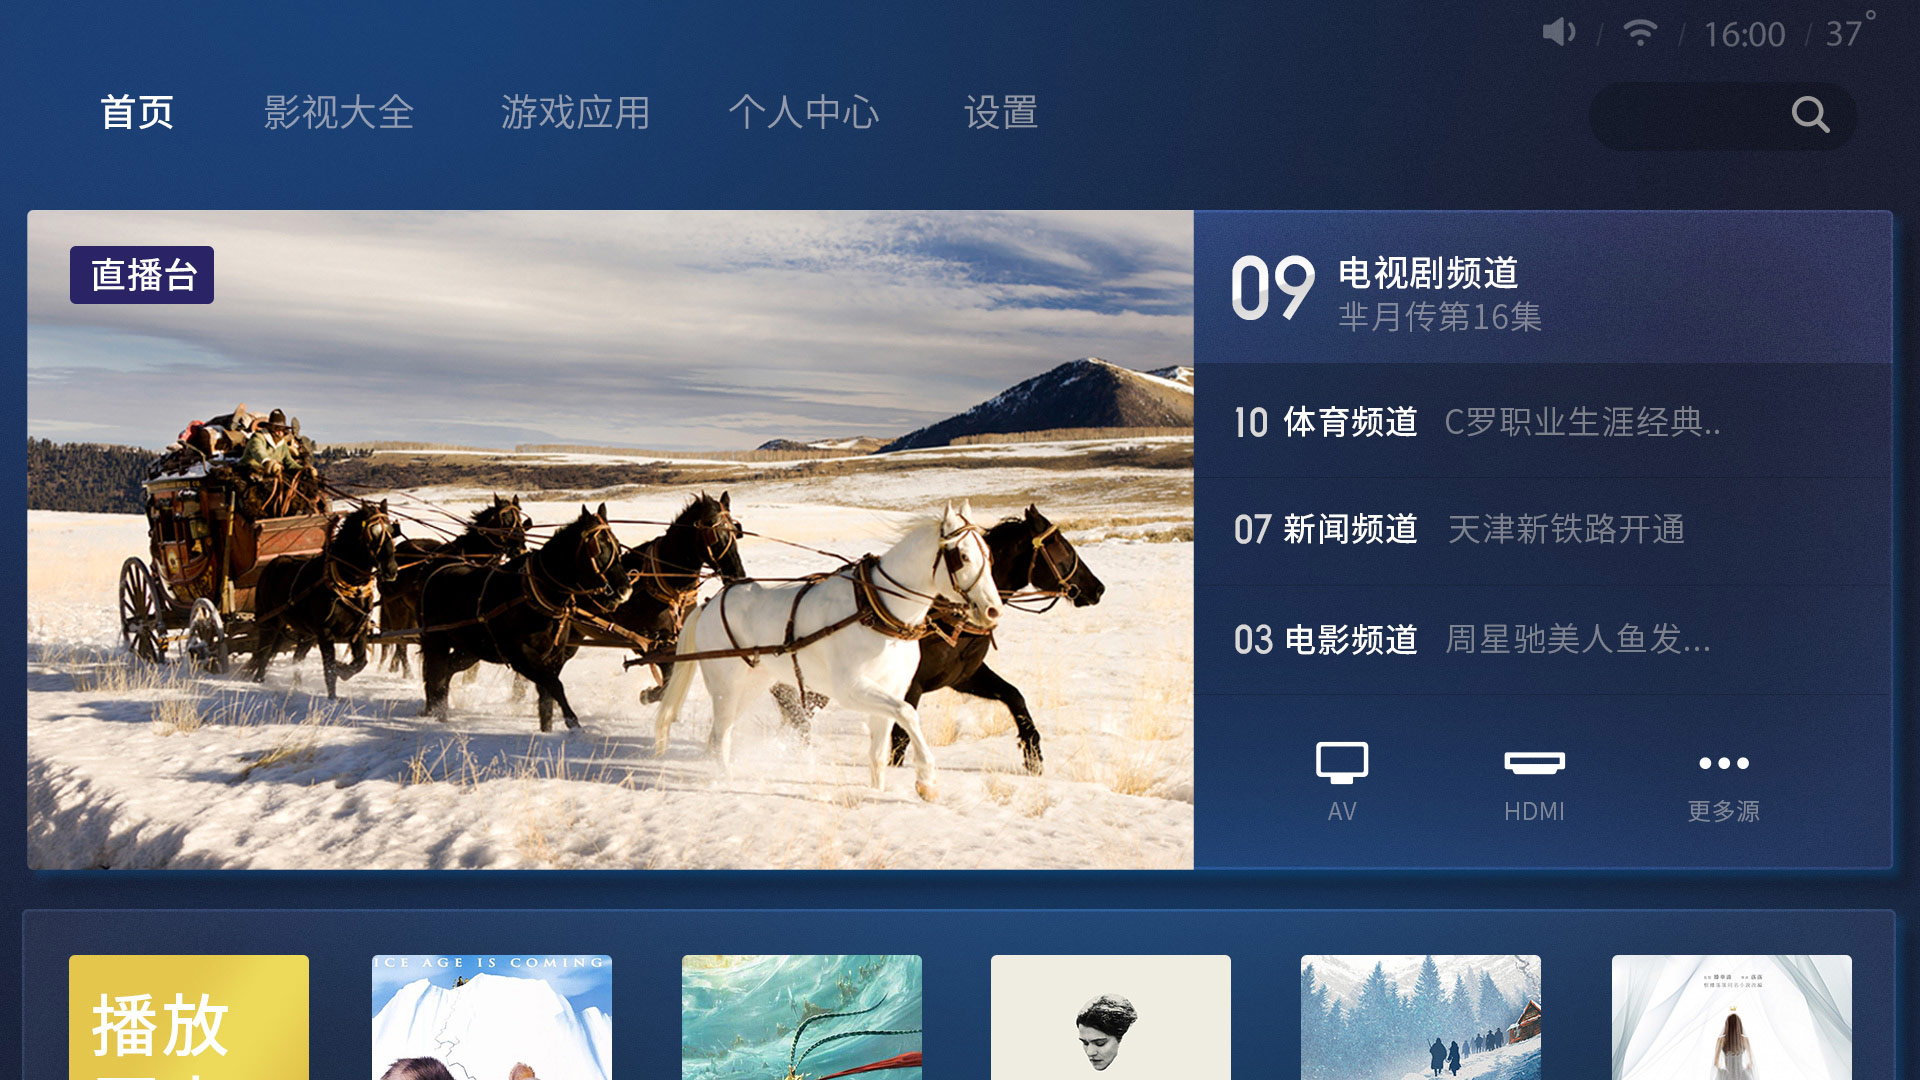 16:00 / 37°
首页 影视大全 游戏应用 个人中心 设置
直播台
09 电视剧频道
芈月传第16集
10 体育频道 C罗职业生涯经典..
07 新闻频道 天津新铁路开通
03 电影频道 周星驰美人鱼发...
AV HDMI 更多源
播放
ICE AGE IS COMING